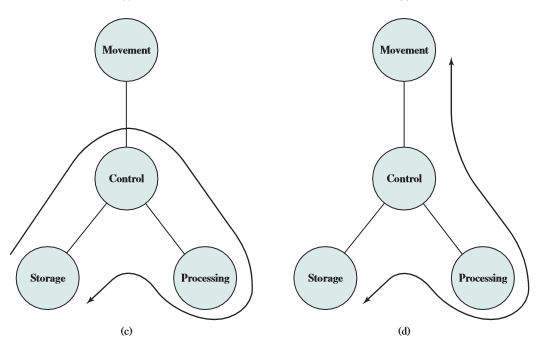 Movement
Movement
Control
Control
Storage
Processing
Storage
Processing
(c)
(d)